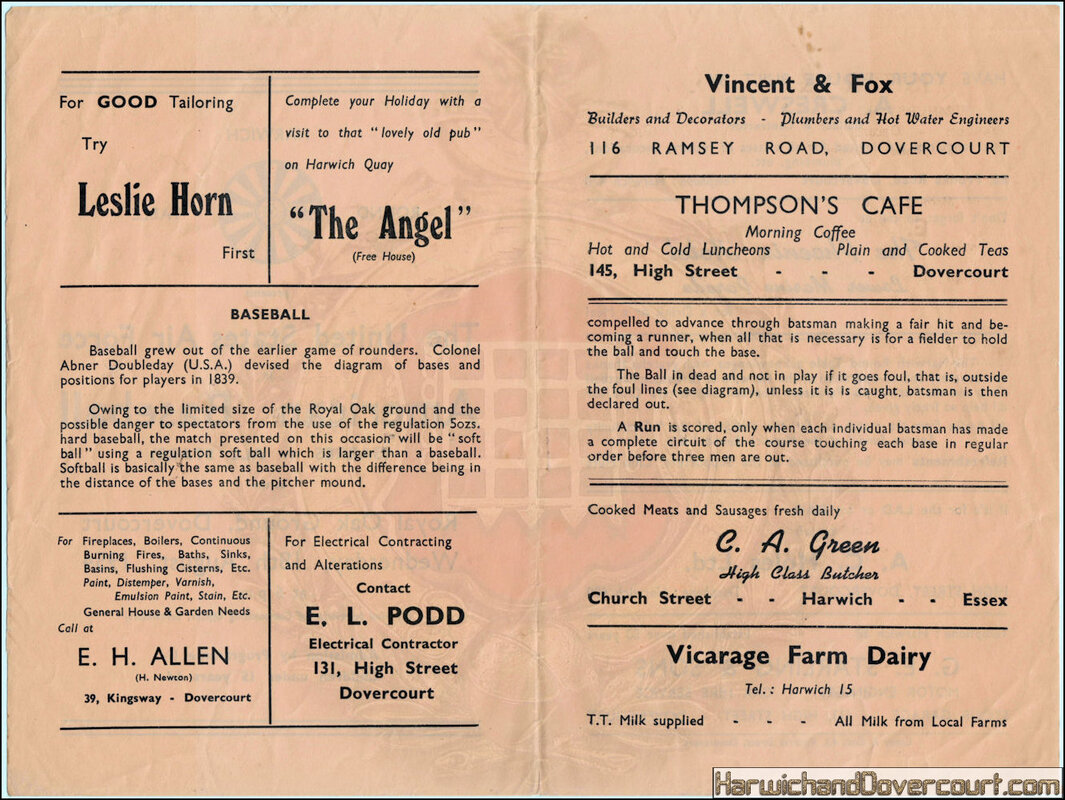 For GOOD Tailoring
Try
Leslie Horn
First
Complete your Holiday with a
visit to that "lovely old pub"
on Harwich Quay
"The Angel"
(Free House)
BASEBALL
Baseball grew out of the earlier game of rounders. Colonel
Abner Doubleday (U.S.A.) devised the diagram of bases and
positions for players in 1839.
Owing to the limited size of the Royal Oak ground and the
possible danger to spectators from the use of the regulation 5ozs.
hard baseball, the match presented on this occasion will be "soft
ball" using a regulation soft ball which is larger than a baseball.
Softball is basically the same as baseball with the difference being in
the distance of the bases and the pitcher mound.
For Fireplaces, Boilers, Continuous
Burning Fires, Baths, Sinks,
Basins, Flushing Cisterns, Etc.
Paint, Distemper, Varnish,
Emulsion Paint, Stain, Etc.
General House & Garden Needs
Call at
E. H. ALLEN
(H. Newton)
39, Kingsway - Dovercourt
For Electrical Contracting
and Alterations
Contact
E. L. PODD
Electrical Contractor
131, High Street
Dovercourt
Vincent & Fox
Builders and Decorators - Plumbers and Hot Water Engineers
116 RAMSEY ROAD, DOVERCOURT
THOMPSON'S CAFE
Morning Coffee
Hot and Cold Luncheons Plain and Cooked Teas
145, High Street - - - Dovercourt
compelled to advance through batsman making a fair hit and be-
coming a runner, when all that is necessary is for a fielder to hold
the ball and touch the base.
The Ball in dead and not in play if it goes foul, that is, outside
the foul lines (see diagram), unless it is is caught, batsman is then
declared out.
A Run is scored, only when each individual batsman has made
a complete circuit of the course touching each base in regular
order before three men are out.
Cooked Meats and Sausages fresh daily
C. A. Green
High Class Butcher
Church Street - - Harwich - - Essex
Vicarage Farm Dairy
Tel.: Harwich 15
T.T. Milk supplied - - - All Milk from Local Farms
HarwichandDovercourt.com